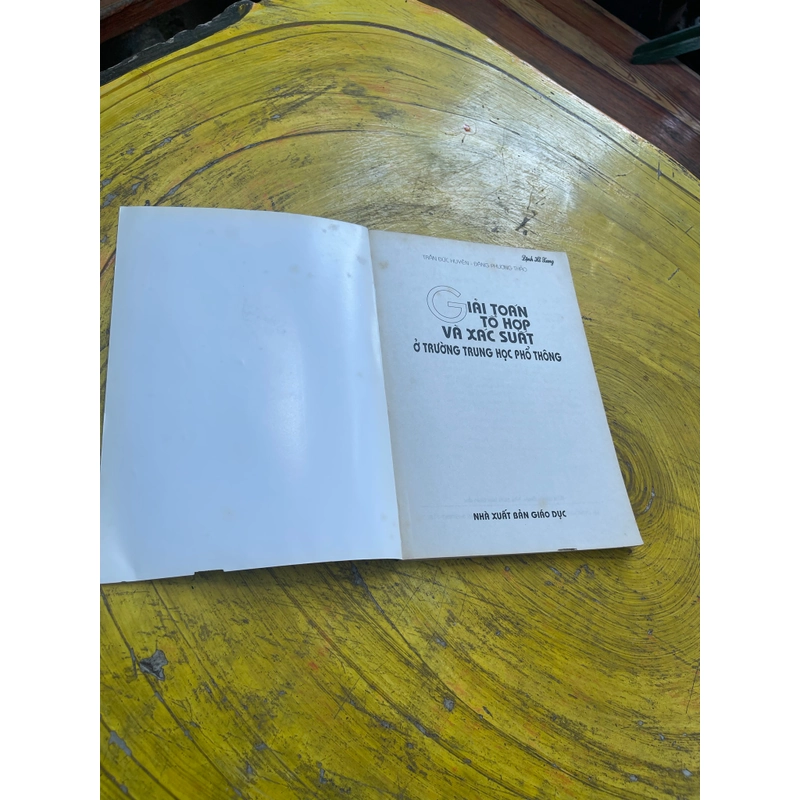 TRẦN ĐỨC HUYÊN - ĐẶNG PHƯƠNG THẢO
GIẢI TOÁN
TỔ HỢP
VÀ XÁC SUẤT
Ở TRƯỜNG TRUNG HỌC PHỔ THÔNG
NHÀ XUẤT BẢN GIÁO DỤC